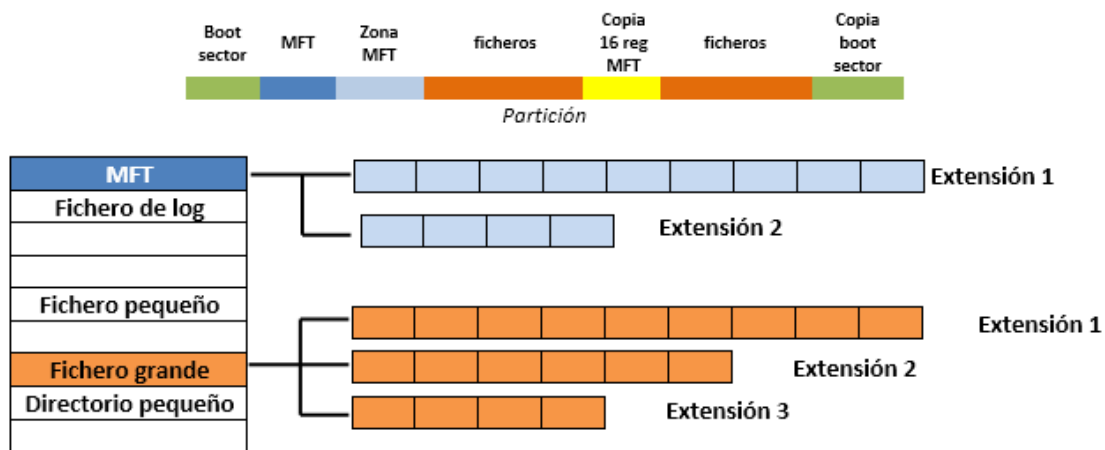 Boot
sector
MFT
Zona
MFT
ficheros
Copia
16 reg
MFT
ficheros
Copia
boot
sector
Partición
MFT
Fichero de log
Fichero pequeño
Fichero grande
Directorio pequeño
Extensión 1
Extensión 2
Extensión 1
Extensión 2
Extensión 3